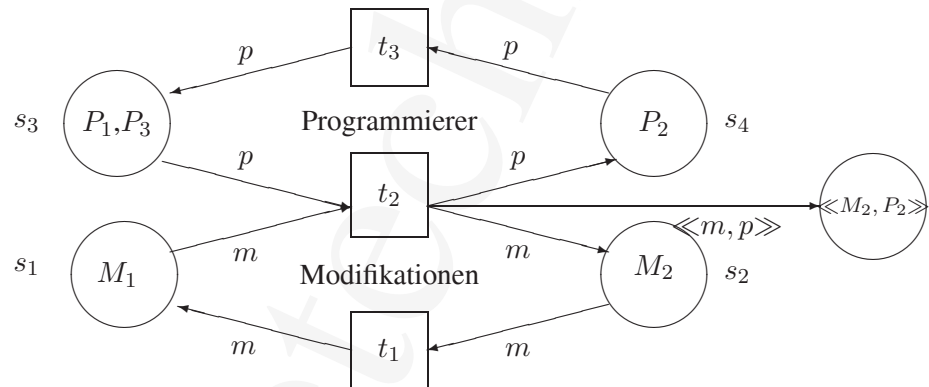 t₃
p
p
s₃
P₁,P₃
Programmierer
P₂
s₄
p
t₂
p
≪M₂, P₂≫
≪m, p≫
m
m
s₁
M₁
Modifikationen
M₂
s₂
m
t₁
m